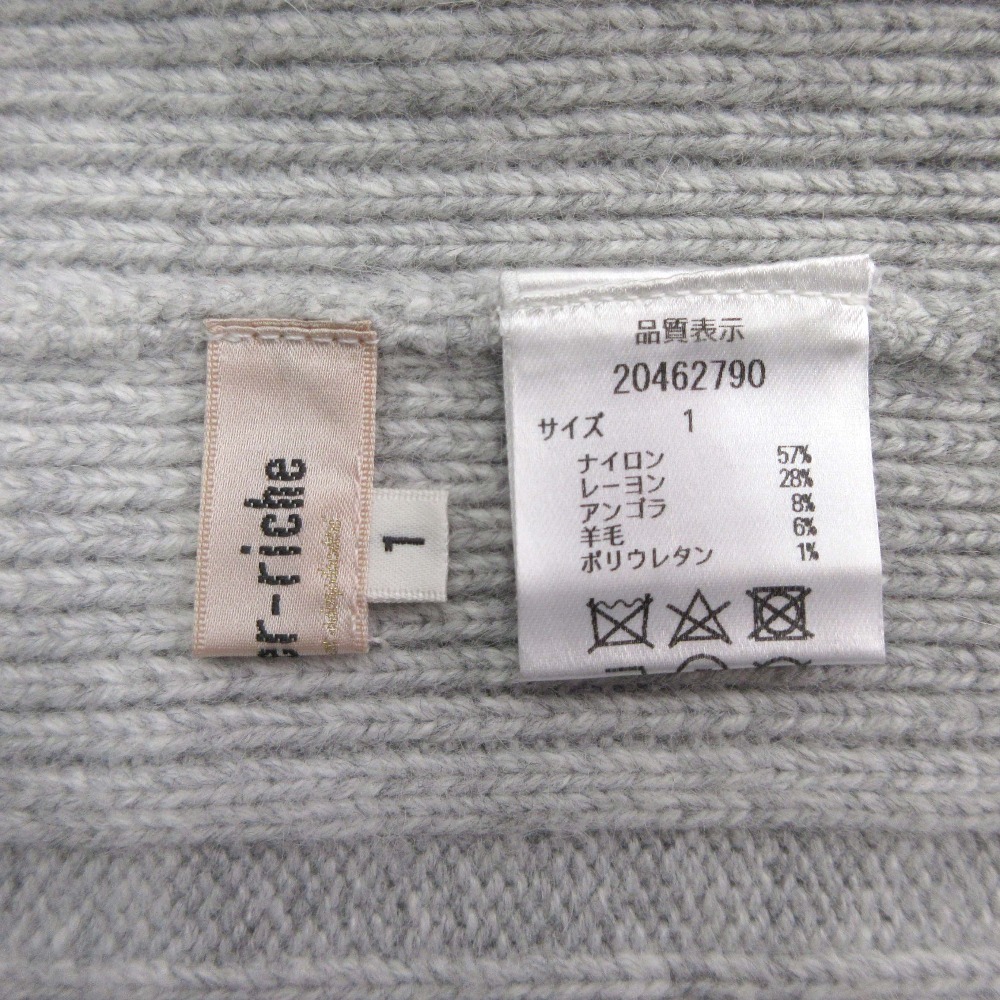 er-riche
1
品質表示
20462790
サイズ 1
ナイロン 57%
レーヨン 28%
アンゴラ 8%
羊毛 6%
ポリウレタン 1%